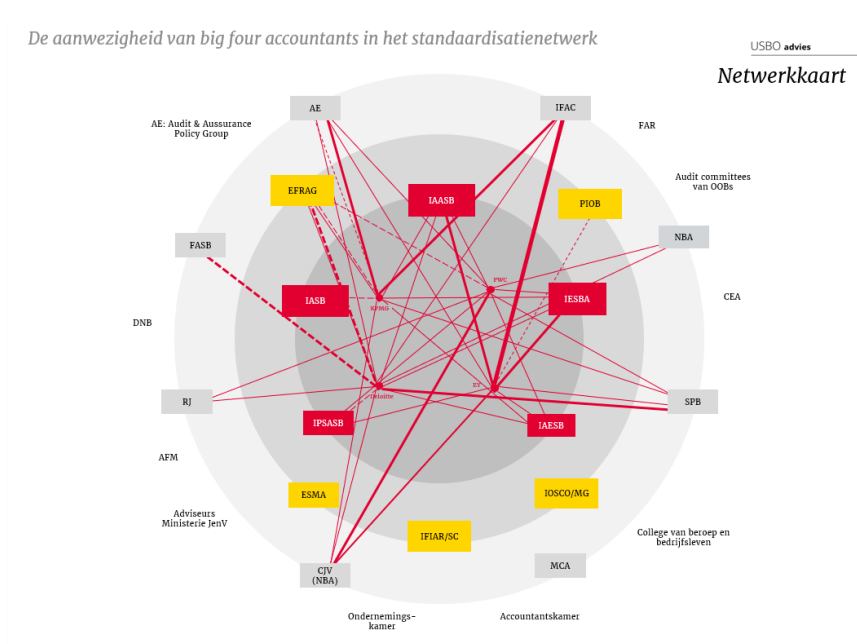 De aanwezigheid van big four accountants in het standaardisatienetwerk
USBO advies
Netwerkkaart
AE
IFAC
AE: Audit & Aussurance
Policy Group
FAR
Audit committees
van OOBs
EFRAG
IAASB
PIOB
FASB
NBA
PWC
IASB
KPMG
IESBA
CEA
DNB
EY
Deloitte
RJ
SPB
IPSASB
IAESB
AFM
ESMA
IOSCO/MG
Adviseurs
Ministerie JenV
IFIAR/SC
College van beroep en
bedrijfsleven
CJV
(NBA)
MCA
Ondernemings-
kamer
Accountantskamer